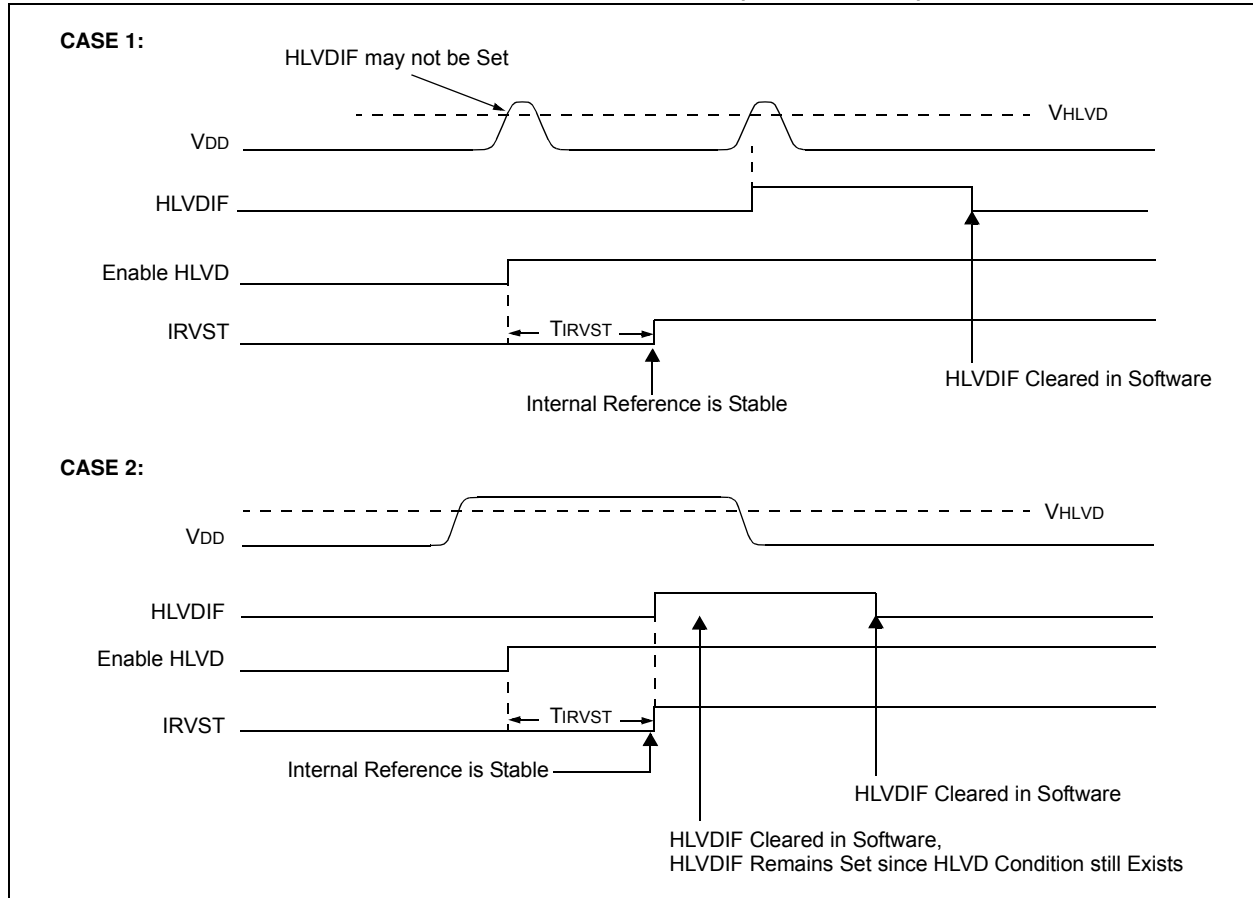 CASE 1:
HLVDIF may not be Set
VHLVD
VDD
HLVDIF
Enable HLVD
IRVST
TIRVST
HLVDIF Cleared in Software
Internal Reference is Stable
CASE 2:
VHLVD
VDD
HLVDIF
Enable HLVD
IRVST
TIRVST
Internal Reference is Stable
HLVDIF Cleared in Software
HLVDIF Cleared in Software,
HLVDIF Remains Set since HLVD Condition still Exists